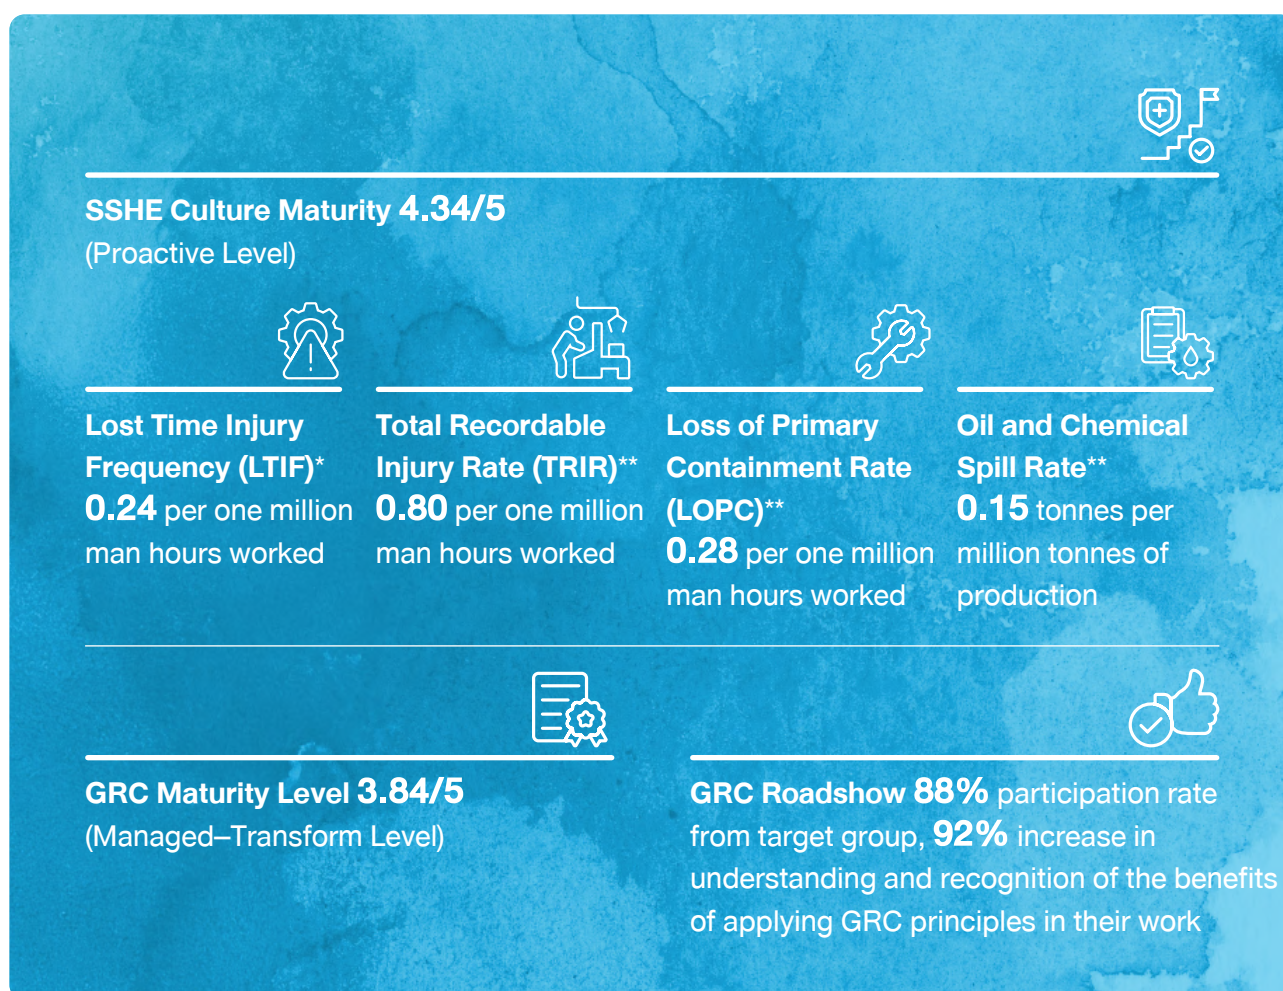 SSHE Culture Maturity 4.34/5
(Proactive Level)
Lost Time Injury
Frequency (LTIF)*
0.24 per one million
man hours worked
Total Recordable
Injury Rate (TRIR)**
0.80 per one million
man hours worked
Loss of Primary
Containment Rate
(LOPC)**
0.28 per one million
man hours worked
Oil and Chemical
Spill Rate**
0.15 tonnes per
million tonnes of
production
GRC Maturity Level 3.84/5
(Managed–Transform Level)
GRC Roadshow 88% participation rate
from target group, 92% increase in
understanding and recognition of the benefits
of applying GRC principles in their work